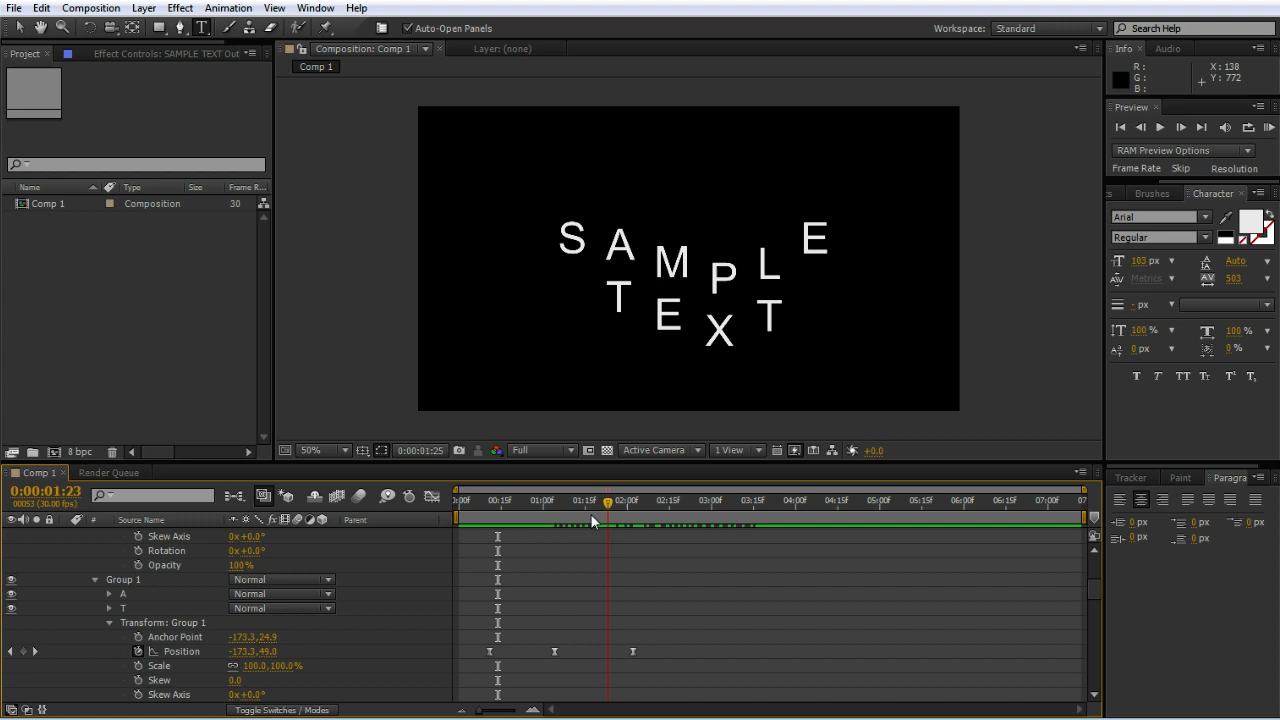 File Edit Composition Layer Effect Animation View Window Help
T Auto-Open Panels Workspace: Standard Search Help
Project Effect Controls: SAMPLE TEXT Out Composition: Comp 1 Layer: (none) Info Audio
Comp 1
R: X: 138
G: Y: 772
B:
Preview
RAM Preview Options
Frame Rate Skip Resolution
Name Type Size Frame R...
Comp 1 Composition 30
Brushes Character
Arial
Regular
103 px Auto
Metrics 503
- px
100 % 100 %
0 px 0 %
T T TT Tt T¹ T₁
SAMPLE
TEXT
8 bpc 50% 0:00:01:25 Full Active Camera 1 View +0.0
Comp 1 Render Queue Tracker Paint Paragra
0:00:01:23
00053 (30.00 fps)
:00f 00:15f 01:00f 01:15f 02:00f 02:15f 03:00f 03:15f 04:00f 04:15f 05:00f 05:15f 06:00f 06:15f 07:00f 07
# Source Name Parent
0 px 0 px 0 px
0 px 0 px
Skew Axis 0x+0.0°
Rotation 0x+0.0°
Opacity 100%
Group 1 Normal
A Normal
T Normal
Transform: Group 1
Anchor Point -173.3,24.9
Position -173.3,49.0
Scale 100.0,100.0%
Skew 0.0
Skew Axis 0x+0.0°
Toggle Switches / Modes